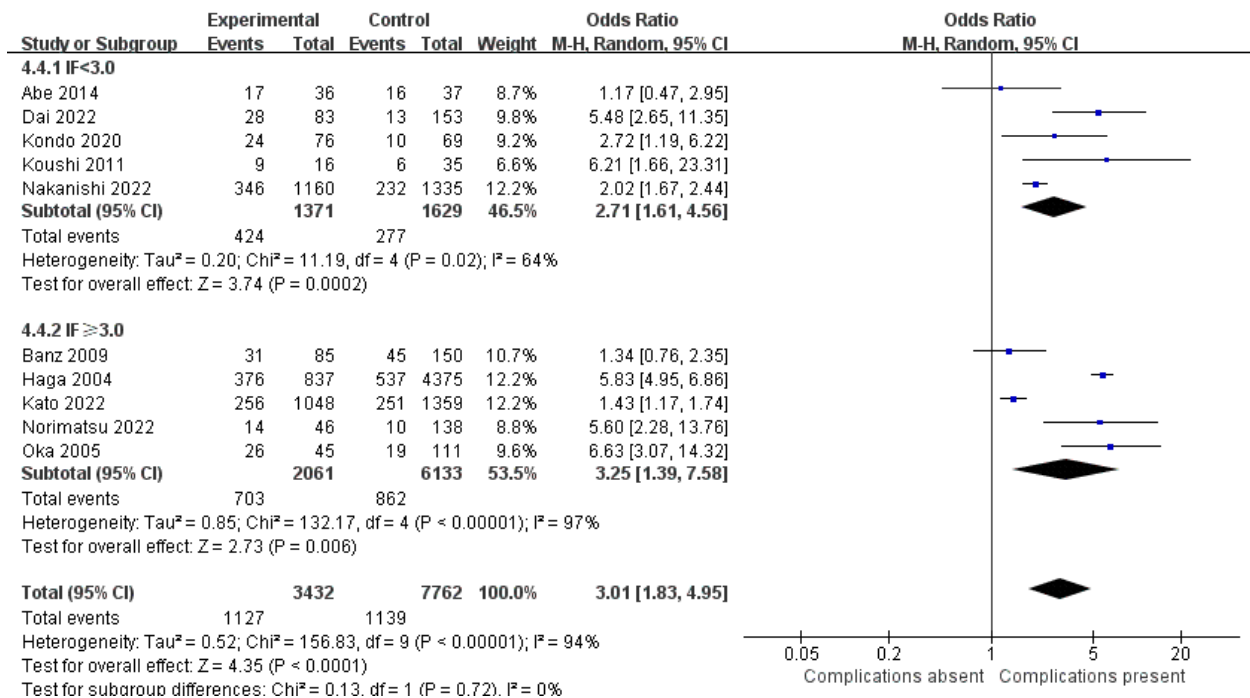 Experimental Control Odds Ratio Odds Ratio
Study or Subgroup Events Total Events Total Weight M-H, Random, 95% CI M-H, Random, 95% CI
4.4.1 IF<3.0
Abe 2014 17 36 16 37 8.7% 1.17 [0.47, 2.95]
Dai 2022 28 83 13 153 9.8% 5.48 [2.65, 11.35]
Kondo 2020 24 76 10 69 9.2% 2.72 [1.19, 6.22]
Koushi 2011 9 16 6 35 6.6% 6.21 [1.66, 23.31]
Nakanishi 2022 346 1160 232 1335 12.2% 2.02 [1.67, 2.44]
Subtotal (95% CI) 1371 1629 46.5% 2.71 [1.61, 4.56]
Total events 424 277
Heterogeneity: Tau² = 0.20; Chi² = 11.19, df = 4 (P = 0.02); I² = 64%
Test for overall effect: Z = 3.74 (P = 0.0002)
4.4.2 IF≥3.0
Banz 2009 31 85 45 150 10.7% 1.34 [0.76, 2.35]
Haga 2004 376 837 537 4375 12.2% 5.83 [4.95, 6.86]
Kato 2022 256 1048 251 1359 12.2% 1.43 [1.17, 1.74]
Norimatsu 2022 14 46 10 138 8.8% 5.60 [2.28, 13.76]
Oka 2005 26 45 19 111 9.6% 6.63 [3.07, 14.32]
Subtotal (95% CI) 2061 6133 53.5% 3.25 [1.39, 7.58]
Total events 703 862
Heterogeneity: Tau² = 0.85; Chi² = 132.17, df = 4 (P < 0.00001); I² = 97%
Test for overall effect: Z = 2.73 (P = 0.006)
Total (95% CI) 3432 7762 100.0% 3.01 [1.83, 4.95]
Total events 1127 1139
Heterogeneity: Tau² = 0.52; Chi² = 156.83, df = 9 (P < 0.00001); I² = 94%
Test for overall effect: Z = 4.35 (P < 0.0001)
Test for subgroup differences: Chi² = 0.13, df = 1 (P = 0.72), I² = 0%
0.05 0.2 1 5 20
Complications absent Complications present